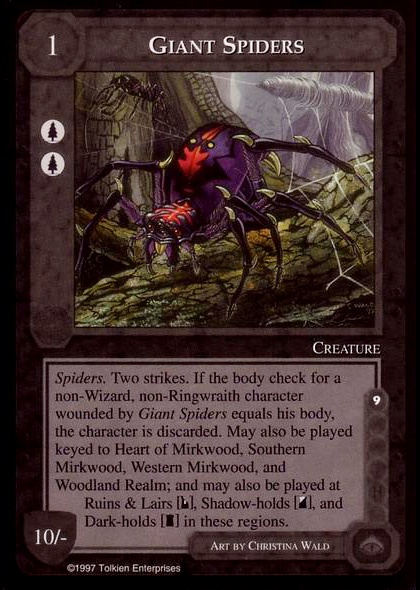 1
GIANT SPIDERS
CREATURE
Spiders. Two strikes. If the body check for a
non-Wizard, non-Ringwraith character
wounded by Giant Spiders equals his body,
the character is discarded. May also be played
keyed to Heart of Mirkwood, Southern
Mirkwood, Western Mirkwood, and
Woodland Realm; and may also be played at
Ruins & Lairs [], Shadow-holds [], and
Dark-holds [] in these regions.
9
10/-
ART BY CHRISTINA WALD
©1997 Tolkien Enterprises